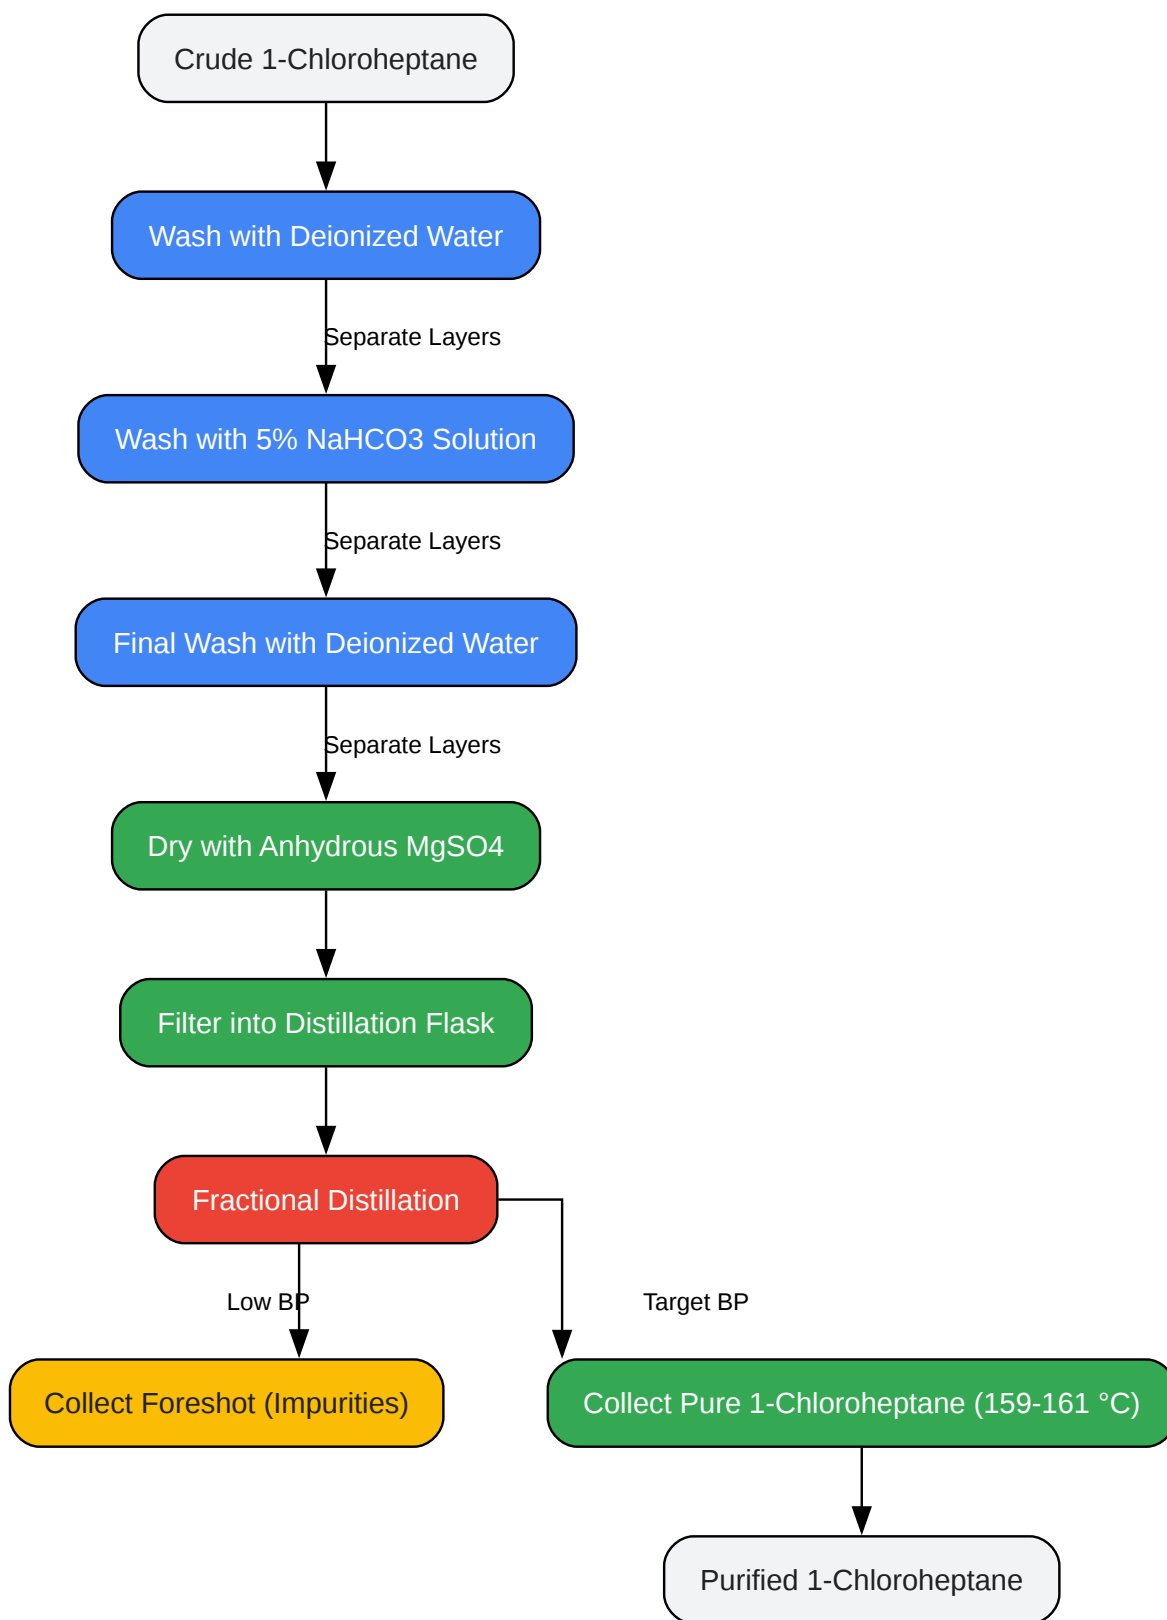 Crude 1-Chloroheptane
Wash with Deionized Water
Separate Layers
Wash with 5% NaHCO3 Solution
Separate Layers
Final Wash with Deionized Water
Separate Layers
Dry with Anhydrous MgSO4
Filter into Distillation Flask
Fractional Distillation
Low BP
Target BP
Collect Foreshot (Impurities)
Collect Pure 1-Chloroheptane (159-161 °C)
Purified 1-Chloroheptane